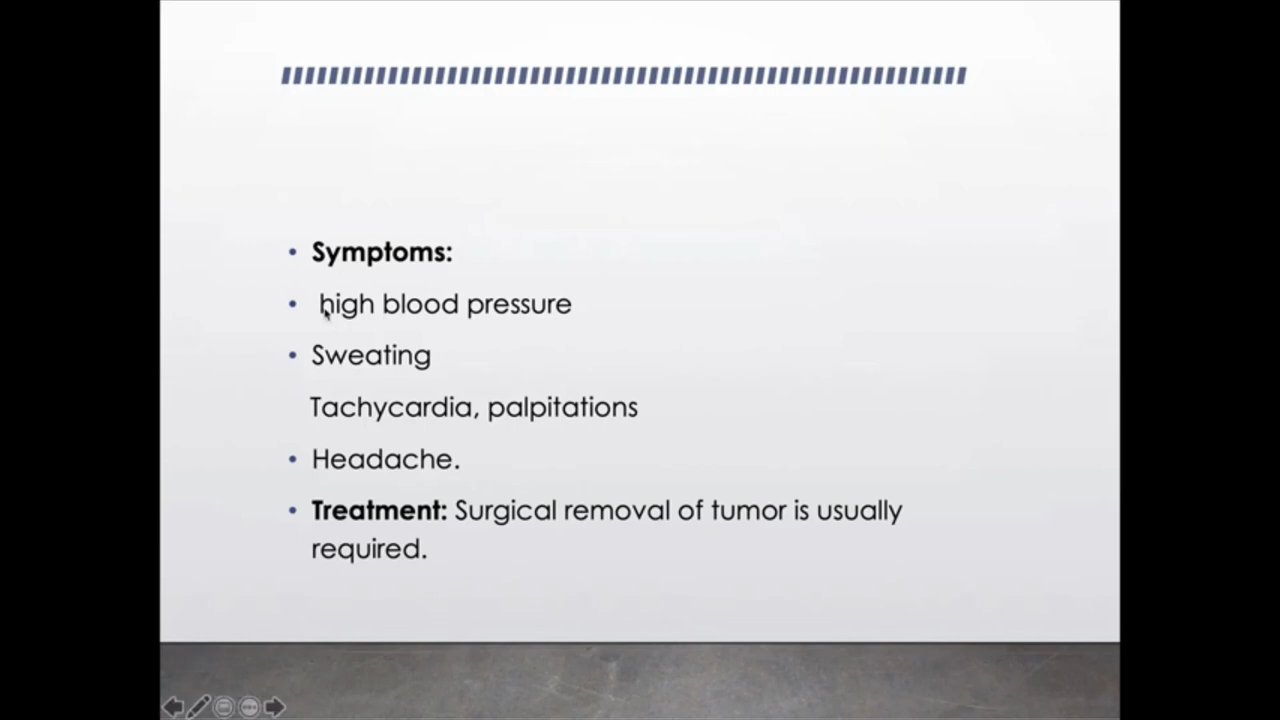 • Symptoms:
• high blood pressure
• Sweating
Tachycardia, palpitations
• Headache.
• Treatment: Surgical removal of tumor is usually
required.